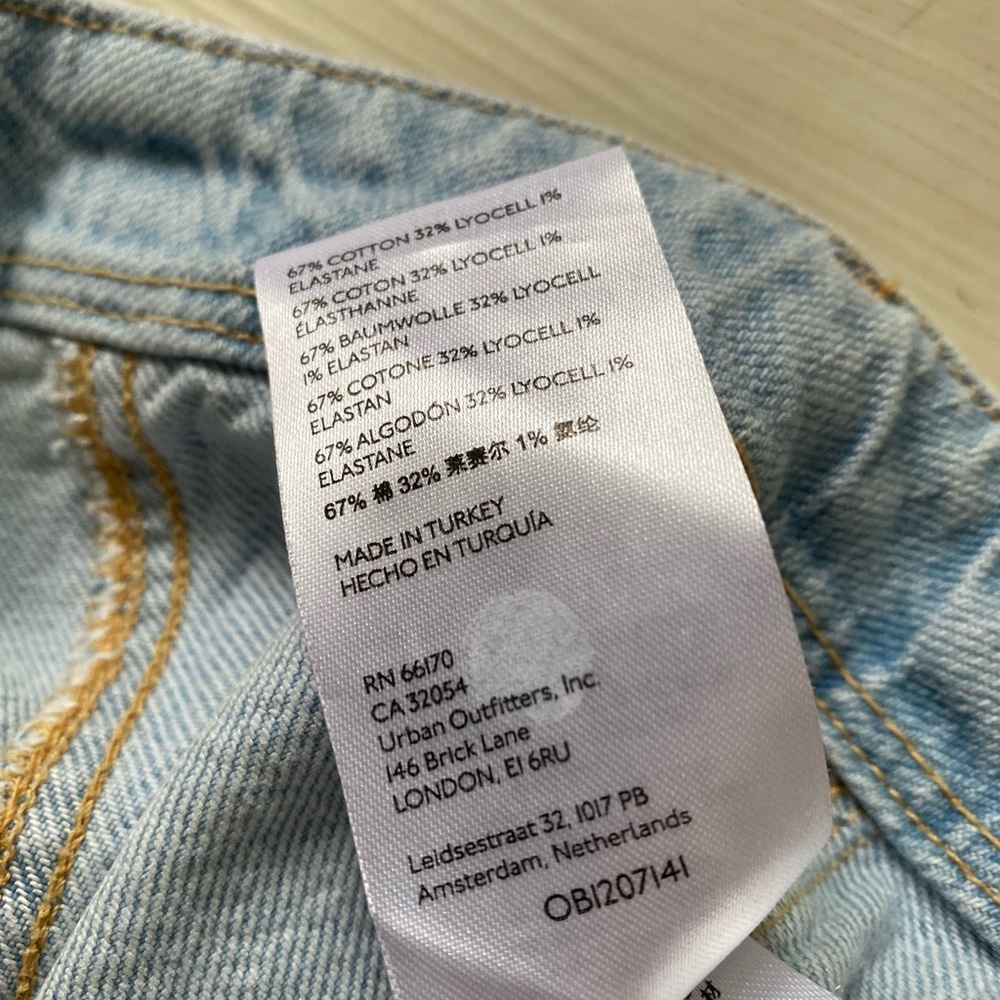 67% COTTON 32% LYOCELL 1%
ELASTANE
67% COTON 32% LYOCELL 1%
ÉLASTHANNE
67% BAUMWOLLE 32% LYOCELL
1% ELASTAN
67% COTONE 32% LYOCELL 1%
ELASTAN
67% ALGODÓN 32% LYOCELL 1%
ELASTANE
67% 棉 32% 莱赛尔 1% 氨纶
MADE IN TURKEY
HECHO EN TURQUÍA
RN 66170
CA 32054
Urban Outfitters, Inc.
146 Brick Lane
LONDON, E1 6RU
Leidsestraat 32, 1017 PB
Amsterdam, Netherlands
OB1207141